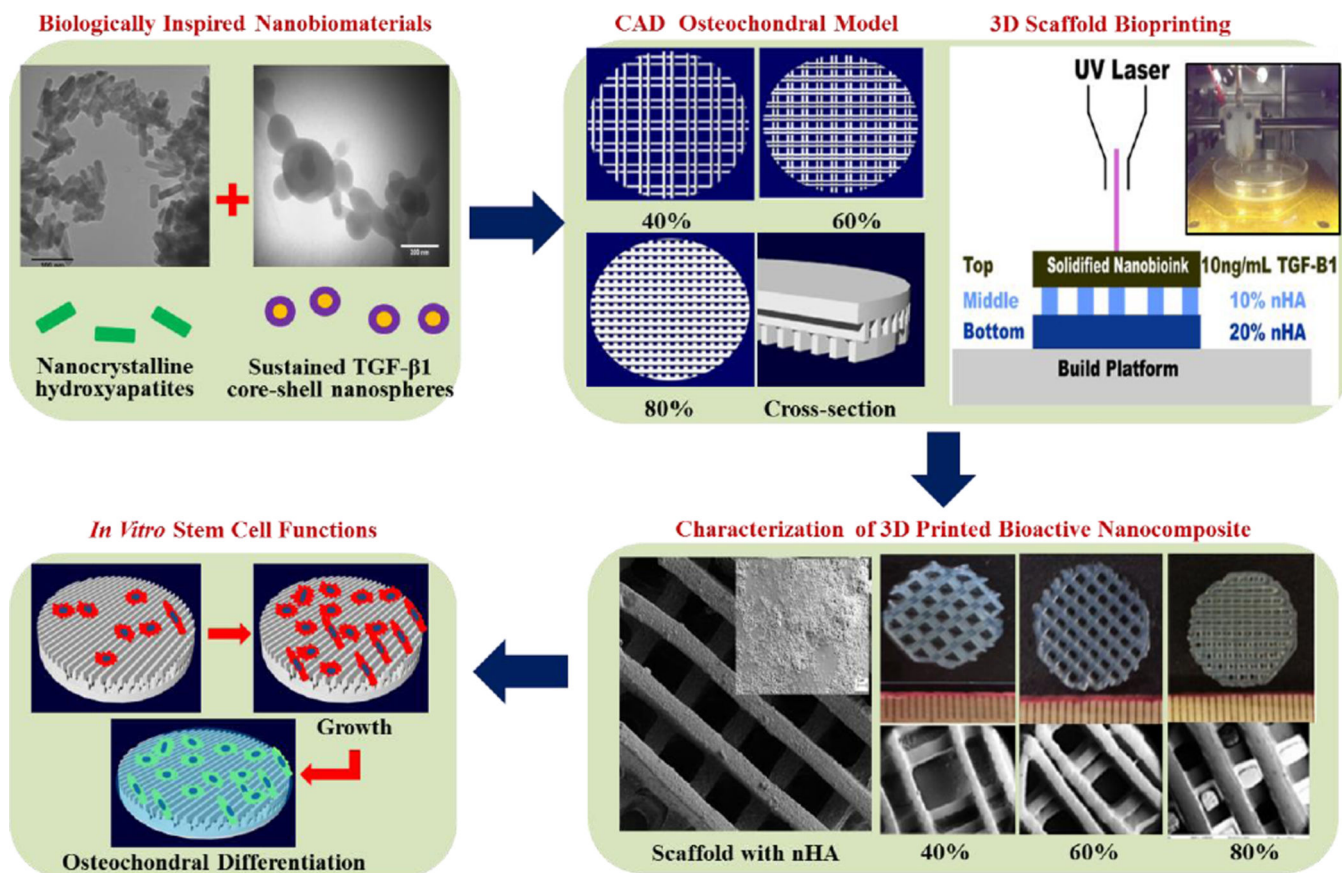 Biologically Inspired Nanobiomaterials
CAD Osteochondral Model
3D Scaffold Bioprinting
Nanocrystalline
hydroxyapatites
Sustained TGF-β1
core-shell nanospheres
40%
60%
80%
Cross-section
UV Laser
Top
Solidified Nanobioink
10ng/mL TGF-B1
Middle
10% nHA
Bottom
20% nHA
Build Platform
In Vitro Stem Cell Functions
Growth
Osteochondral Differentiation
Characterization of 3D Printed Bioactive Nanocomposite
Scaffold with nHA
40%
60%
80%